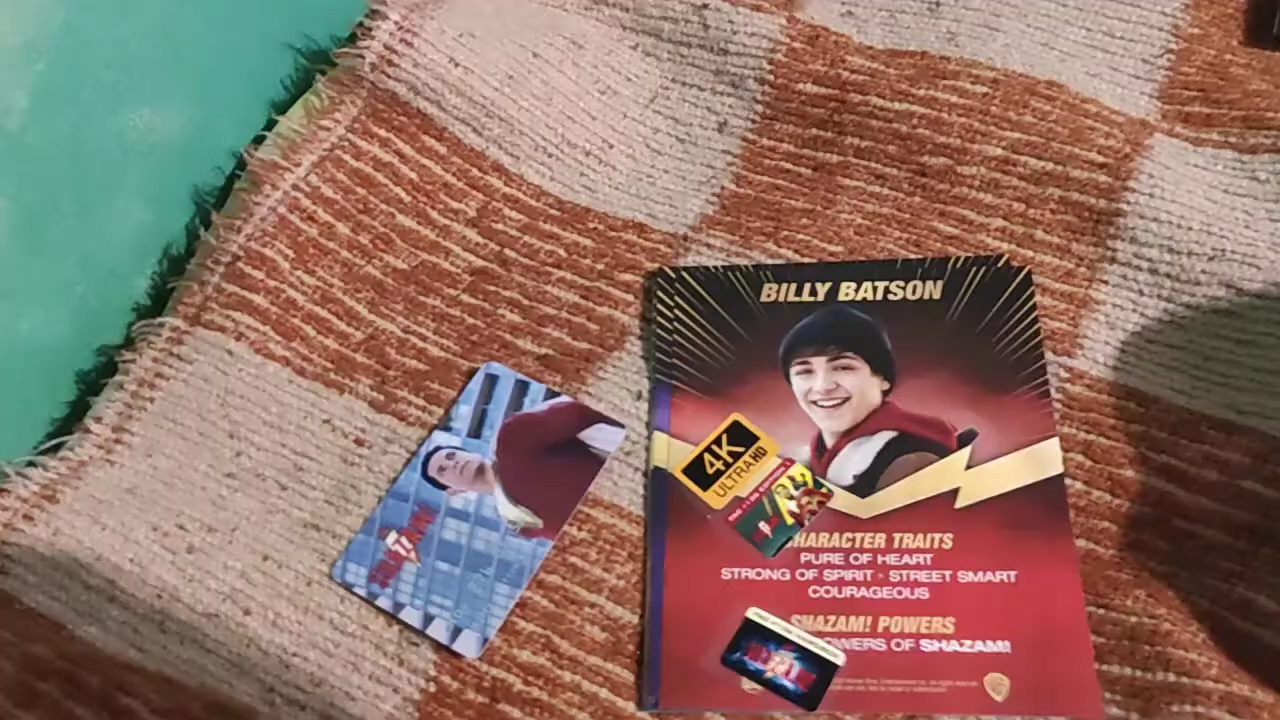 BILLY BATSON
4K
ULTRA HD
CHARACTER TRAITS
PURE OF HEART
STRONG OF SPIRIT · STREET SMART
COURAGEOUS
SHAZAM! POWERS
POWERS OF SHAZAM!